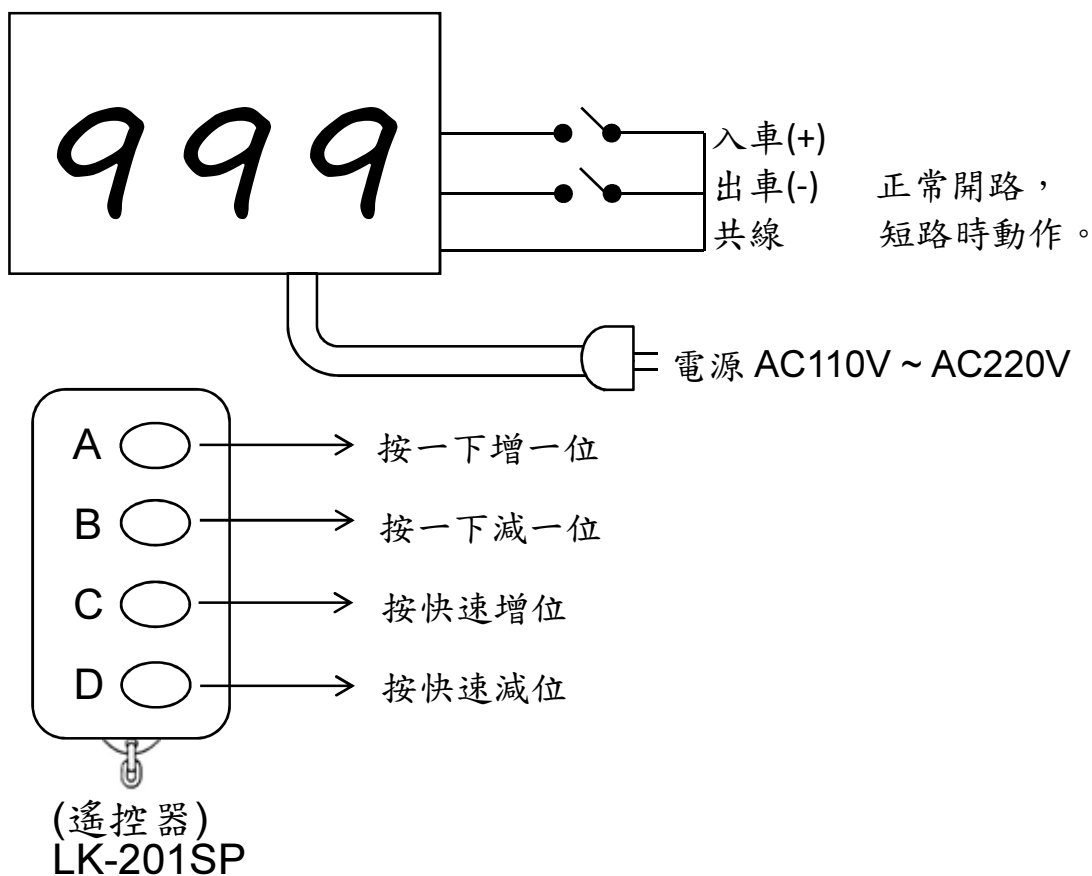 999
入車(+)
出車(-) 正常開路，
共線 短路時動作。
電源 AC110V ~ AC220V
A 按一下增一位
B 按一下減一位
C 按快速增位
D 按快速減位
(遙控器)
LK-201SP